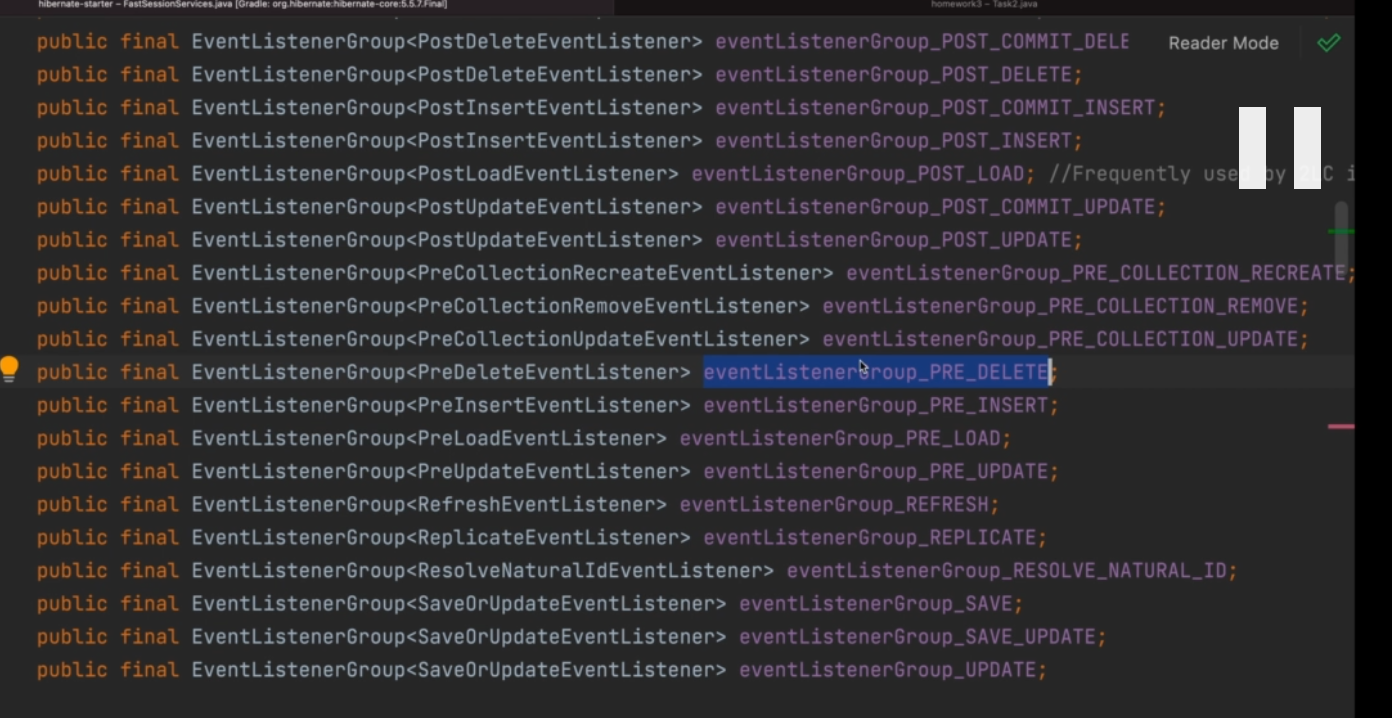 hibernate-starter – FastSessionServices.java [Gradle: org.hibernate:hibernate-core:5.5.7.Final]
homework3 – Task2.java
public final EventListenerGroup<PostDeleteEventListener> eventListenerGroup_POST_COMMIT_DELE
Reader Mode
public final EventListenerGroup<PostDeleteEventListener> eventListenerGroup_POST_DELETE;
public final EventListenerGroup<PostInsertEventListener> eventListenerGroup_POST_COMMIT_INSERT;
public final EventListenerGroup<PostInsertEventListener> eventListenerGroup_POST_INSERT;
public final EventListenerGroup<PostLoadEventListener> eventListenerGroup_POST_LOAD; //Frequently used by i
public final EventListenerGroup<PostUpdateEventListener> eventListenerGroup_POST_COMMIT_UPDATE;
public final EventListenerGroup<PostUpdateEventListener> eventListenerGroup_POST_UPDATE;
public final EventListenerGroup<PreCollectionRecreateEventListener> eventListenerGroup_PRE_COLLECTION_RECREATE;
public final EventListenerGroup<PreCollectionRemoveEventListener> eventListenerGroup_PRE_COLLECTION_REMOVE;
public final EventListenerGroup<PreCollectionUpdateEventListener> eventListenerGroup_PRE_COLLECTION_UPDATE;
public final EventListenerGroup<PreDeleteEventListener> eventListenerGroup_PRE_DELETE;
public final EventListenerGroup<PreInsertEventListener> eventListenerGroup_PRE_INSERT;
public final EventListenerGroup<PreLoadEventListener> eventListenerGroup_PRE_LOAD;
public final EventListenerGroup<PreUpdateEventListener> eventListenerGroup_PRE_UPDATE;
public final EventListenerGroup<RefreshEventListener> eventListenerGroup_REFRESH;
public final EventListenerGroup<ReplicateEventListener> eventListenerGroup_REPLICATE;
public final EventListenerGroup<ResolveNaturalIdEventListener> eventListenerGroup_RESOLVE_NATURAL_ID;
public final EventListenerGroup<SaveOrUpdateEventListener> eventListenerGroup_SAVE;
public final EventListenerGroup<SaveOrUpdateEventListener> eventListenerGroup_SAVE_UPDATE;
public final EventListenerGroup<SaveOrUpdateEventListener> eventListenerGroup_UPDATE;